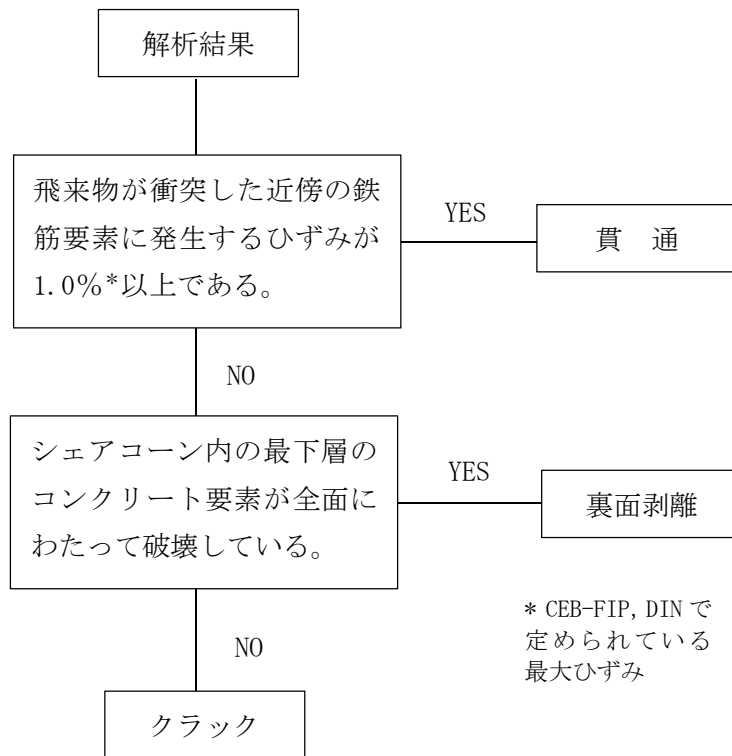 解析結果
飛来物が衝突した近傍の鉄
筋要素に発生するひずみが
1.0%*以上である。
YES
貫 通
NO
シェアコーン内の最下層の
コンクリート要素が全面に
わたって破壊している。
YES
裏面剥離
NO
クラック
* CEB-FIP, DIN で
定められている
最大ひずみ